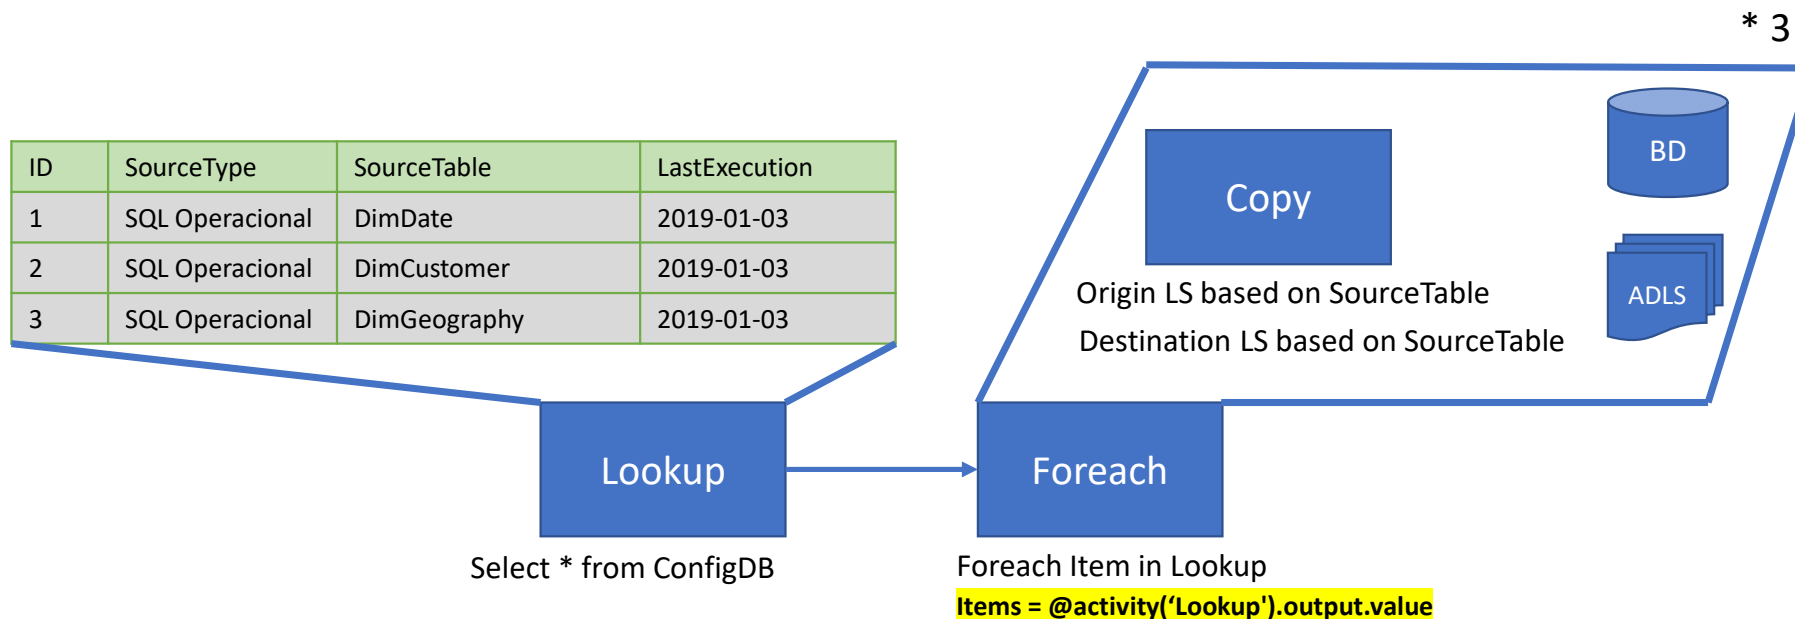 * 3
ID SourceType SourceTable LastExecution
1 SQL Operacional DimDate 2019-01-03
2 SQL Operacional DimCustomer 2019-01-03
3 SQL Operacional DimGeography 2019-01-03
Copy
BD
ADLS
Origin LS based on SourceTable
Destination LS based on SourceTable
Lookup
Foreach
Select * from ConfigDB
Foreach Item in Lookup
Items = @activity(‘Lookup').output.value